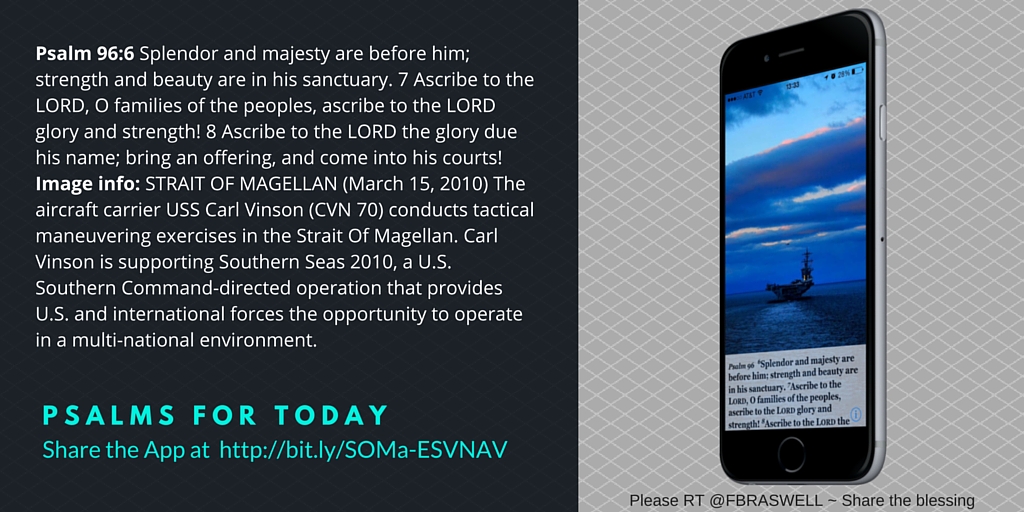 Psalm 96:6 Splendor and majesty are before him;
strength and beauty are in his sanctuary. 7 Ascribe to the
LORD, O families of the peoples, ascribe to the LORD
glory and strength! 8 Ascribe to the LORD the glory due
his name; bring an offering, and come into his courts!
Image info: STRAIT OF MAGELLAN (March 15, 2010) The
aircraft carrier USS Carl Vinson (CVN 70) conducts tactical
maneuvering exercises in the Strait Of Magellan. Carl
Vinson is supporting Southern Seas 2010, a U.S.
Southern Command-directed operation that provides
U.S. and international forces the opportunity to operate
in a multi-national environment.
PSALMS FOR TODAY
Share the App at http://bit.ly/SOMa-ESVNAV
AT&T 13:33 28%
Psalm 96 6Splendor and majesty are
before him; strength and beauty are
in his sanctuary. 7Ascribe to the
LORD, O families of the peoples,
ascribe to the LORD glory and
strength! 8Ascribe to the LORD the
Please RT @FBRASWELL ~ Share the blessing